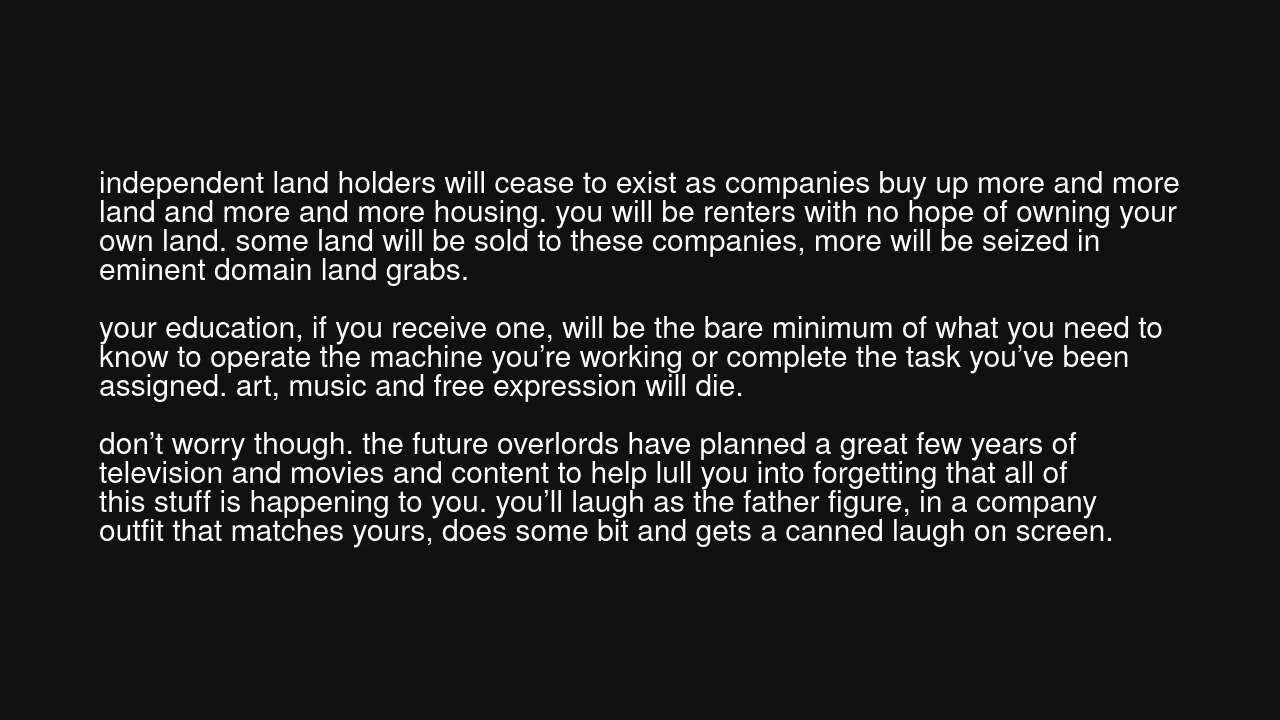 independent land holders will cease to exist as companies buy up more and more
land and more and more housing. you will be renters with no hope of owning your
own land. some land will be sold to these companies, more will be seized in
eminent domain land grabs.
your education, if you receive one, will be the bare minimum of what you need to
know to operate the machine you’re working or complete the task you’ve been
assigned. art, music and free expression will die.
don’t worry though. the future overlords have planned a great few years of
television and movies and content to help lull you into forgetting that all of
this stuff is happening to you. you’ll laugh as the father figure, in a company
outfit that matches yours, does some bit and gets a canned laugh on screen.